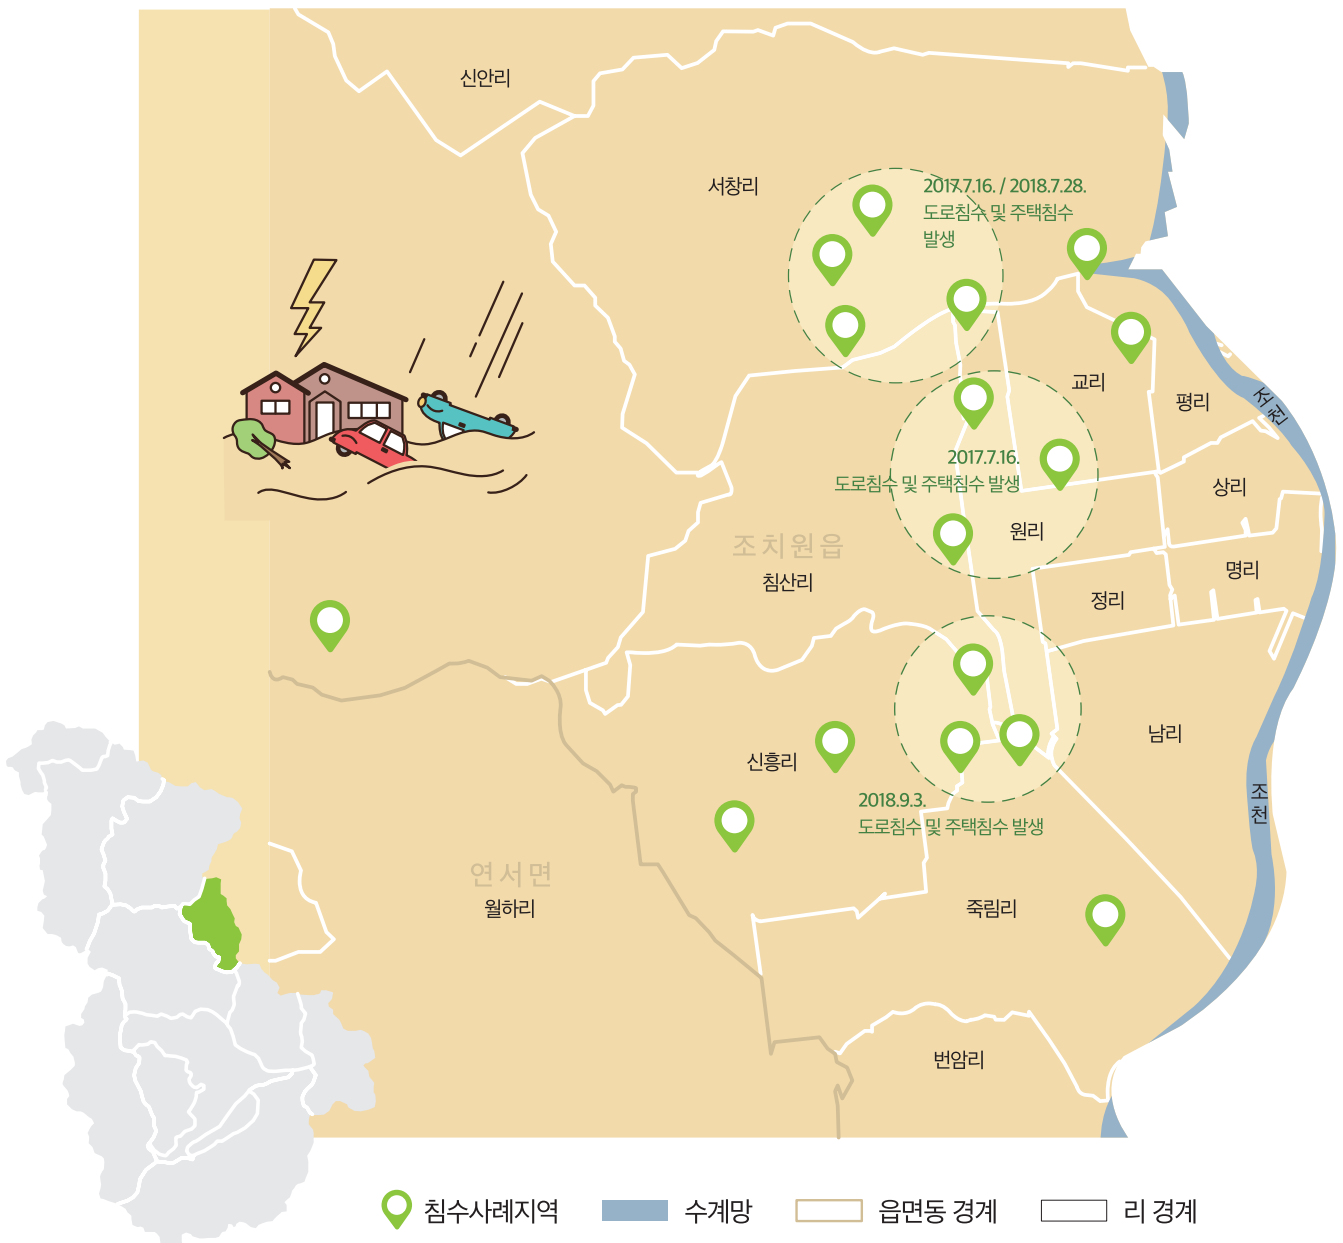 신안리
서창리
2017.7.16. / 2018.7.28.
도로침수 및 주택침수
발생
교리
평리
조천
2017.7.16.
도로침수 및 주택침수 발생
상리
원리
조치원읍
침산리
명리
정리
남리
신흥리
조천
2018.9.3.
도로침수 및 주택침수 발생
연서면
월하리
죽림리
번암리
침수사례지역
수계망
읍면동 경계
리 경계